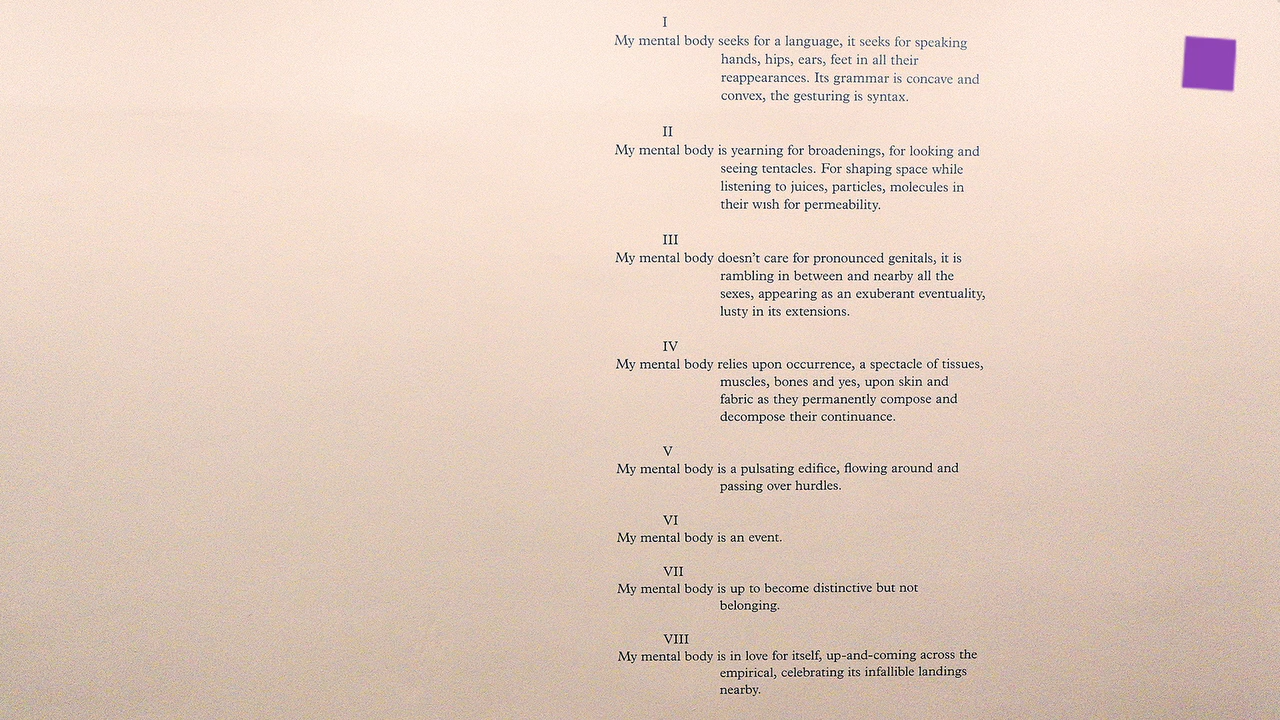 I
My mental body seeks for a language, it seeks for speaking
hands, hips, ears, feet in all their
reappearances. Its grammar is concave and
convex, the gesturing is syntax.
II
My mental body is yearning for broadenings, for looking and
seeing tentacles. For shaping space while
listening to juices, particles, molecules in
their wish for permeability.
III
My mental body doesn't care for pronounced genitals, it is
rambling in between and nearby all the
sexes, appearing as an exuberant eventuality,
lusty in its extensions.
IV
My mental body relies upon occurrence, a spectacle of tissues,
muscles, bones and yes, upon skin and
fabric as they permanently compose and
decompose their continuance.
V
My mental body is a pulsating edifice, flowing around and
passing over hurdles.
VI
My mental body is an event.
VII
My mental body is up to become distinctive but not
belonging.
VIII
My mental body is in love for itself, up-and-coming across the
empirical, celebrating its infallible landings
nearby.